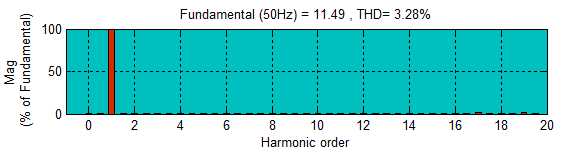 Fundamental (50Hz) = 11.49 , THD= 3.28%
Mag
(% of Fundamental)
100
50
0
0 2 4 6 8 10 12 14 16 18 20
Harmonic order